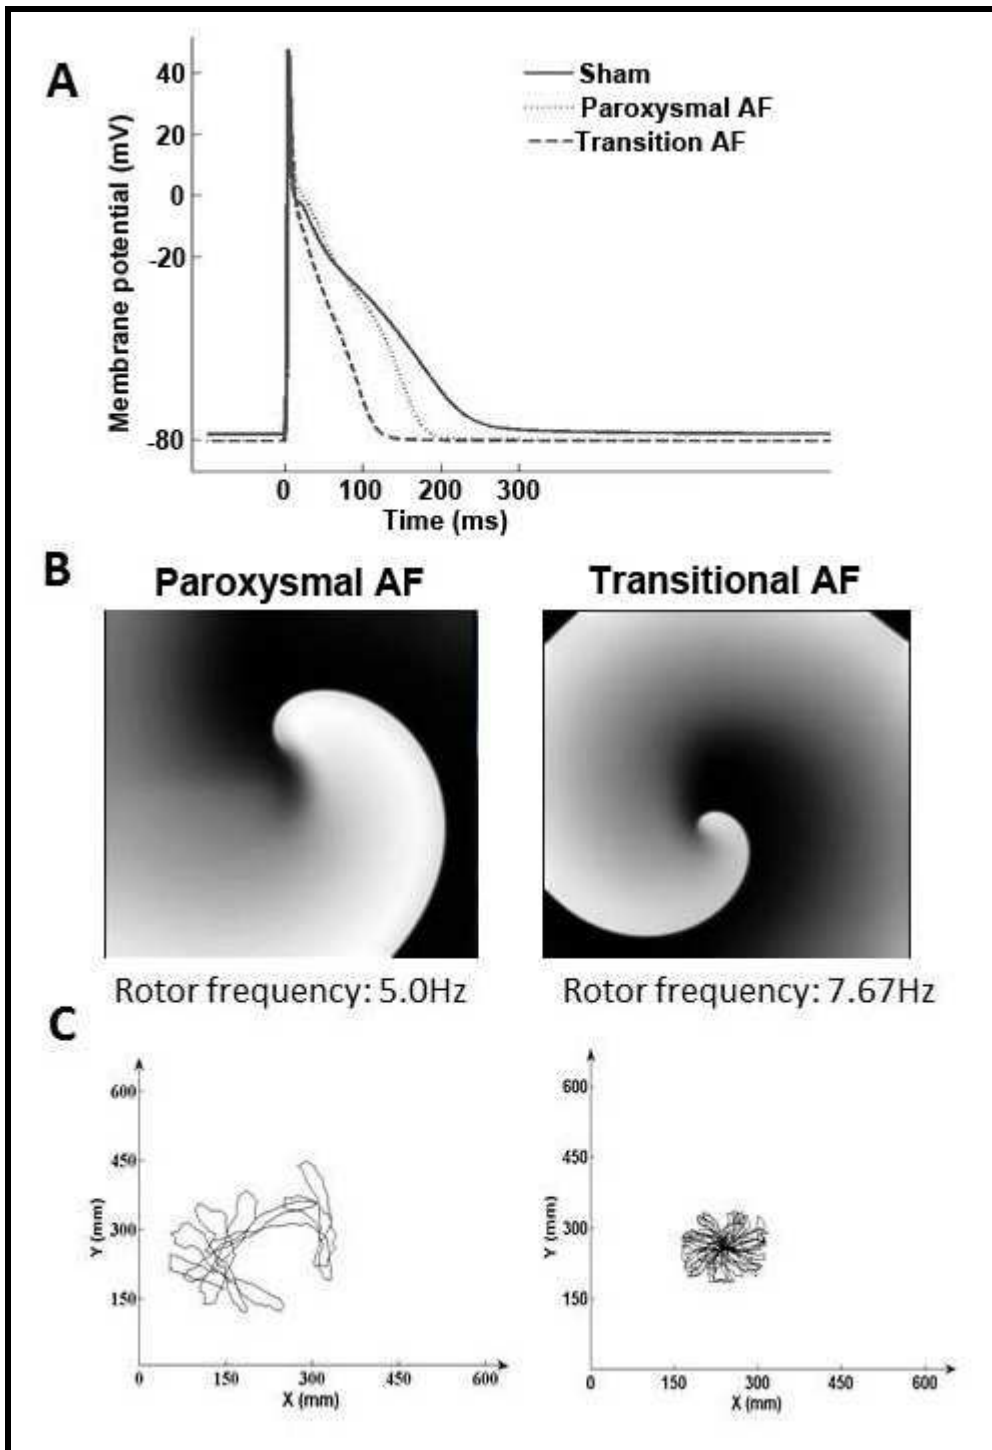 A
Membrane potential (mV)
40
20
0
-20
-80
Sham
Paroxysmal AF
Transition AF
0 100 200 300
Time (ms)
B
Paroxysmal AF
Transitional AF
Rotor frequency: 5.0Hz
Rotor frequency: 7.67Hz
C
600
450
300
150
Y (mm)
0 150 300 450 600
X (mm)
600
450
300
150
Y (mm)
0 150 300 450 600
X (mm)